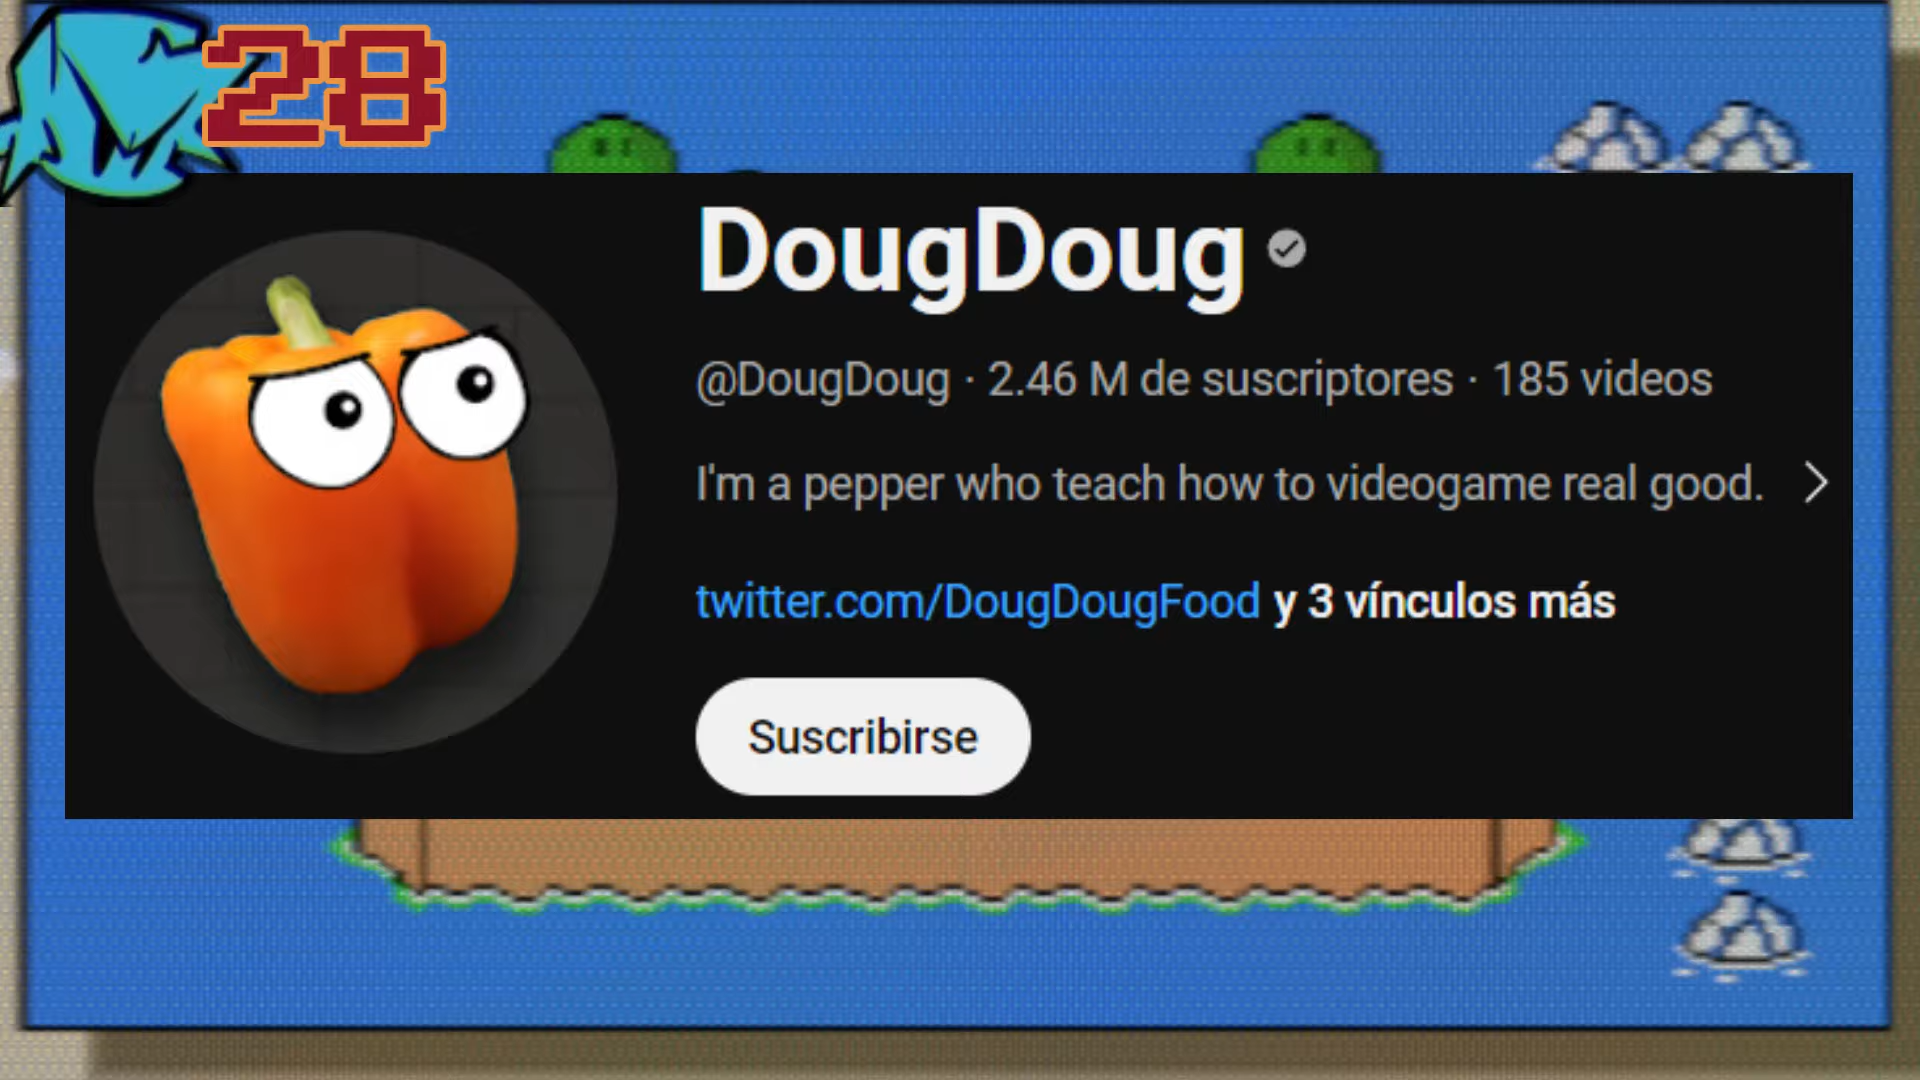 28
DougDoug
@DougDoug · 2.46 M de suscriptores · 185 videos
I'm a pepper who teach how to videogame real good.
twitter.com/DougDougFood y 3 vínculos más
Suscribirse